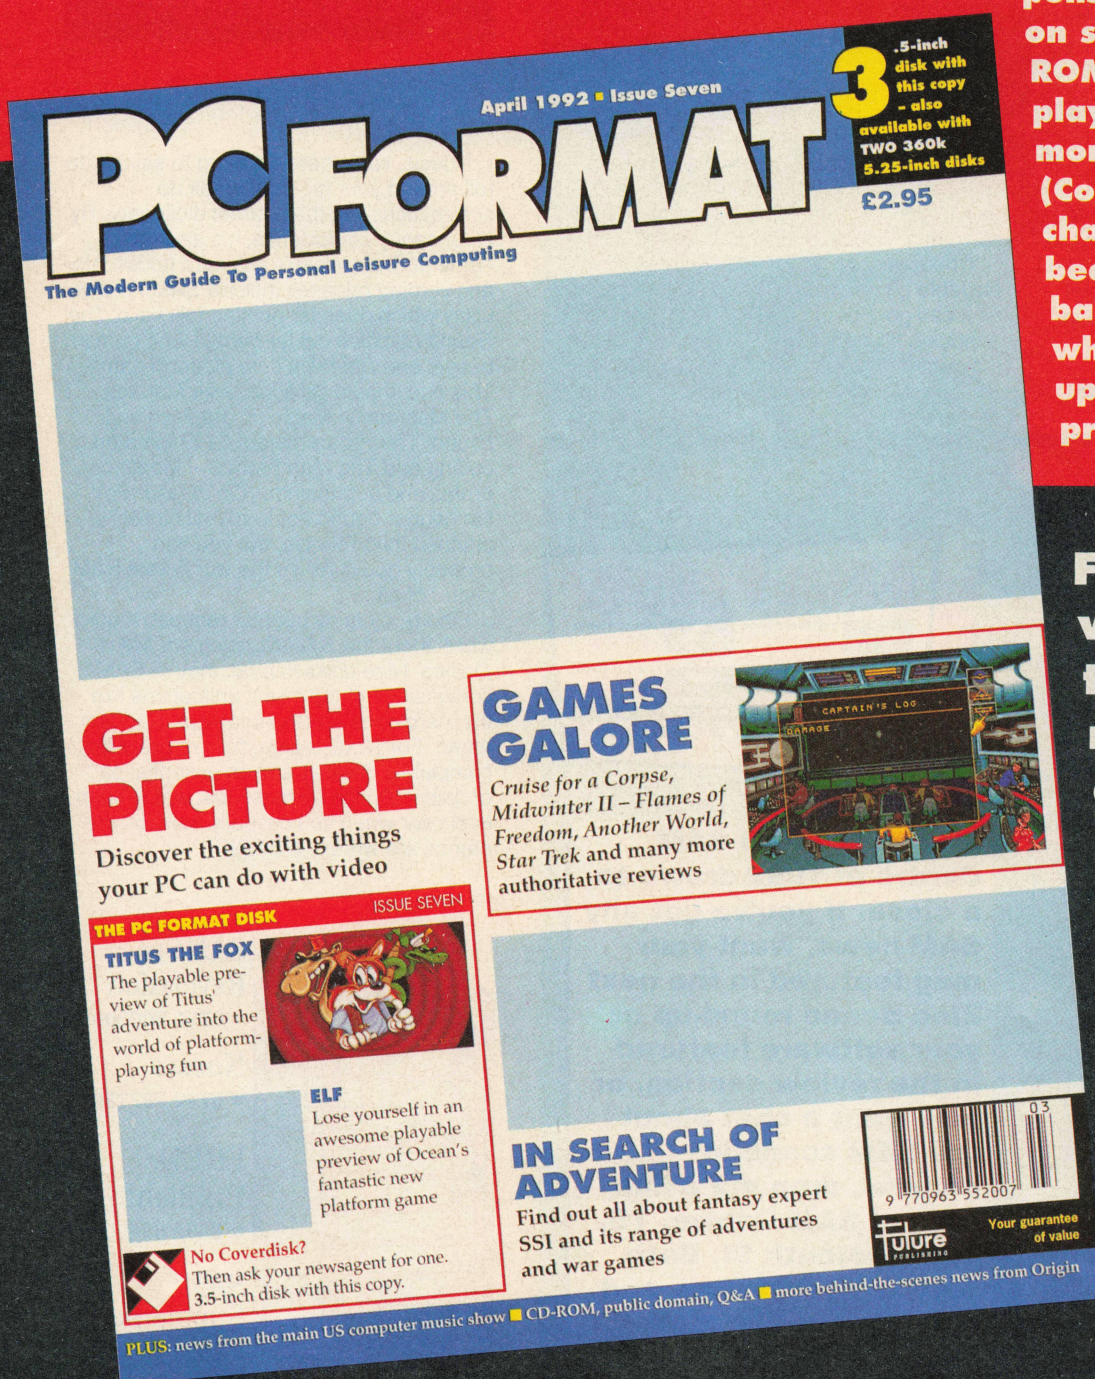 April 1992 ■ Issue Seven
3
.5-inch
disk with
this copy
– also
available with
TWO 360k
5.25-inch disks
PC FORMAT
£2.95
The Modern Guide To Personal Leisure Computing
GET THE
PICTURE
Discover the exciting things
your PC can do with video
GAMES
GALORE
Cruise for a Corpse,
Midwinter II – Flames of
Freedom, Another World,
Star Trek and many more
authoritative reviews
CAPTAIN'S LOG
DAMAGE
THE PC FORMAT DISK
ISSUE SEVEN
TITUS THE FOX
The playable pre-
view of Titus'
adventure into the
world of platform-
playing fun
ELF
Lose yourself in an
awesome playable
preview of Ocean's
fantastic new
platform game
No Coverdisk?
Then ask your newsagent for one.
3.5-inch disk with this copy.
IN SEARCH OF
ADVENTURE
Find out all about fantasy expert
SSI and its range of adventures
and war games
03
9 770963 552007
Future
PUBLISHING
Your guarantee
of value
PLUS: news from the main US computer music show ■ CD-ROM, public domain, Q&A ■ more behind-the-scenes news from Origin
on s
ROM
play
mor
(Co
cha
bee
ba
wh
up
pr